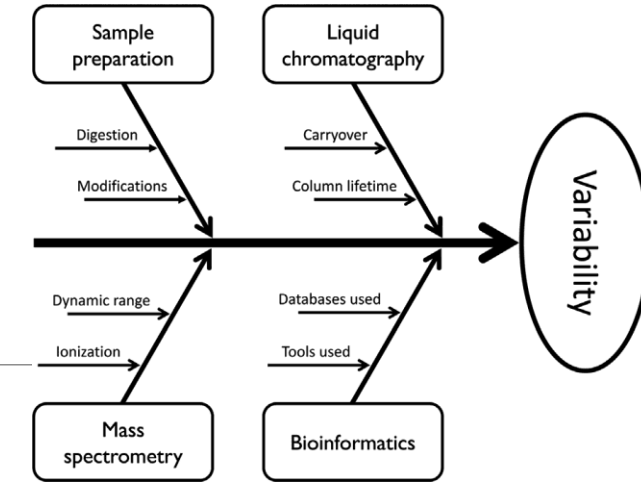 Sample
preparation
Liquid
chromatography
Digestion
Carryover
Modifications
Column lifetime
Variability
Dynamic range
Databases used
Ionization
Tools used
Mass
spectrometry
Bioinformatics